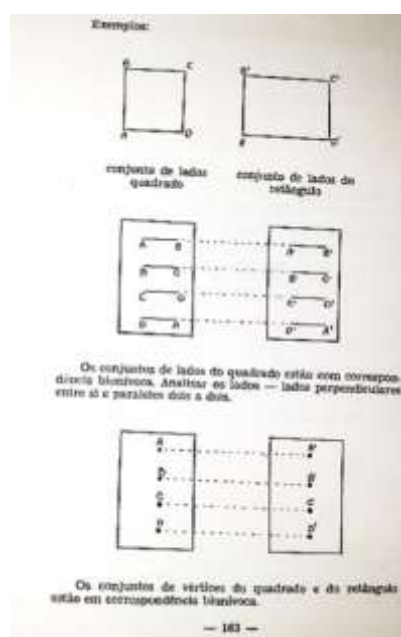 Exemplos:
B C B' C'
A D A' D'
conjunto de lados conjunto de lados do
quadrado retângulo
A B A' B'
B C B' C'
C D C' D'
D A D' A'
Os conjuntos de lados do quadrado estão com correspon-
dência biunívoca. Analisar os lados — lados perpendiculares
entre si e paralelos dois a dois.
A A'
B'
C C
D'
Os conjuntos de vértices do quadrado e do retângulo
estão em correspondência biunívoca.
— 163 —